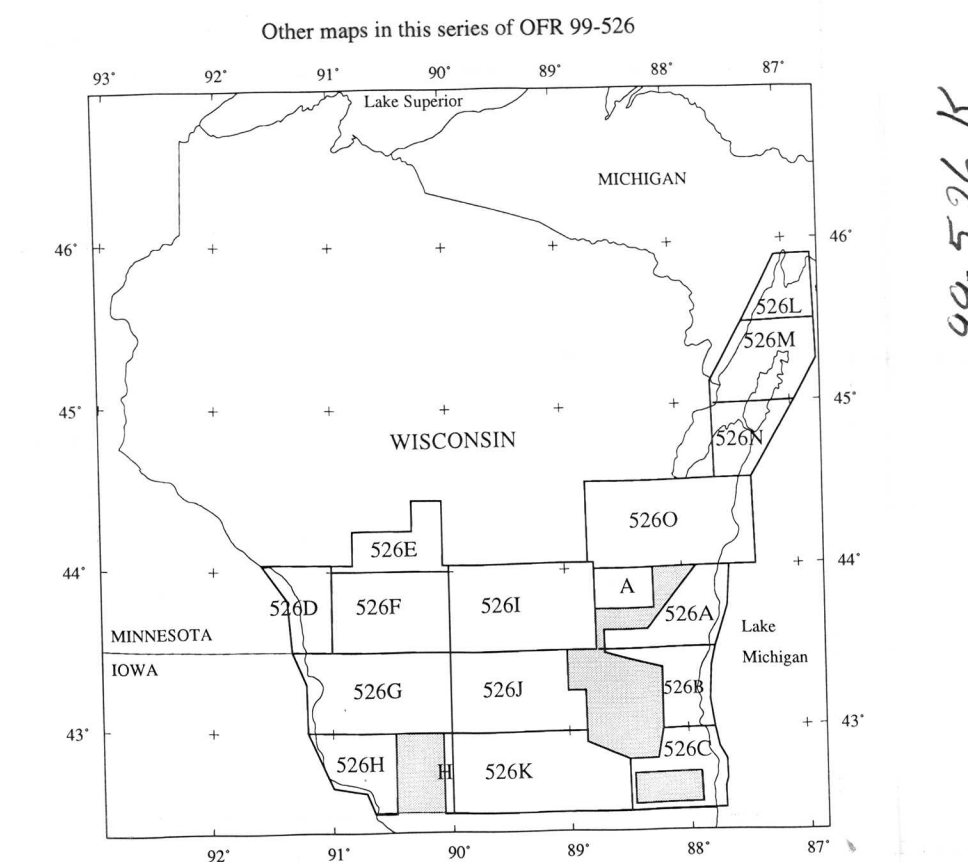 Other maps in this series of OFR 99-526
93° 92° 91° 90° 89° 88° 87°
Lake Superior
MICHIGAN
46° 46°
526L
526M
45° 45°
WISCONSIN
526N
526O
526E
44° 44°
A
526D 526F 526I 526A
MINNESOTA
Lake
Michigan
IOWA
526G 526J 526B
43° 43°
526C
526H H 526K
92° 91° 90° 89° 88° 87°
99-526 K